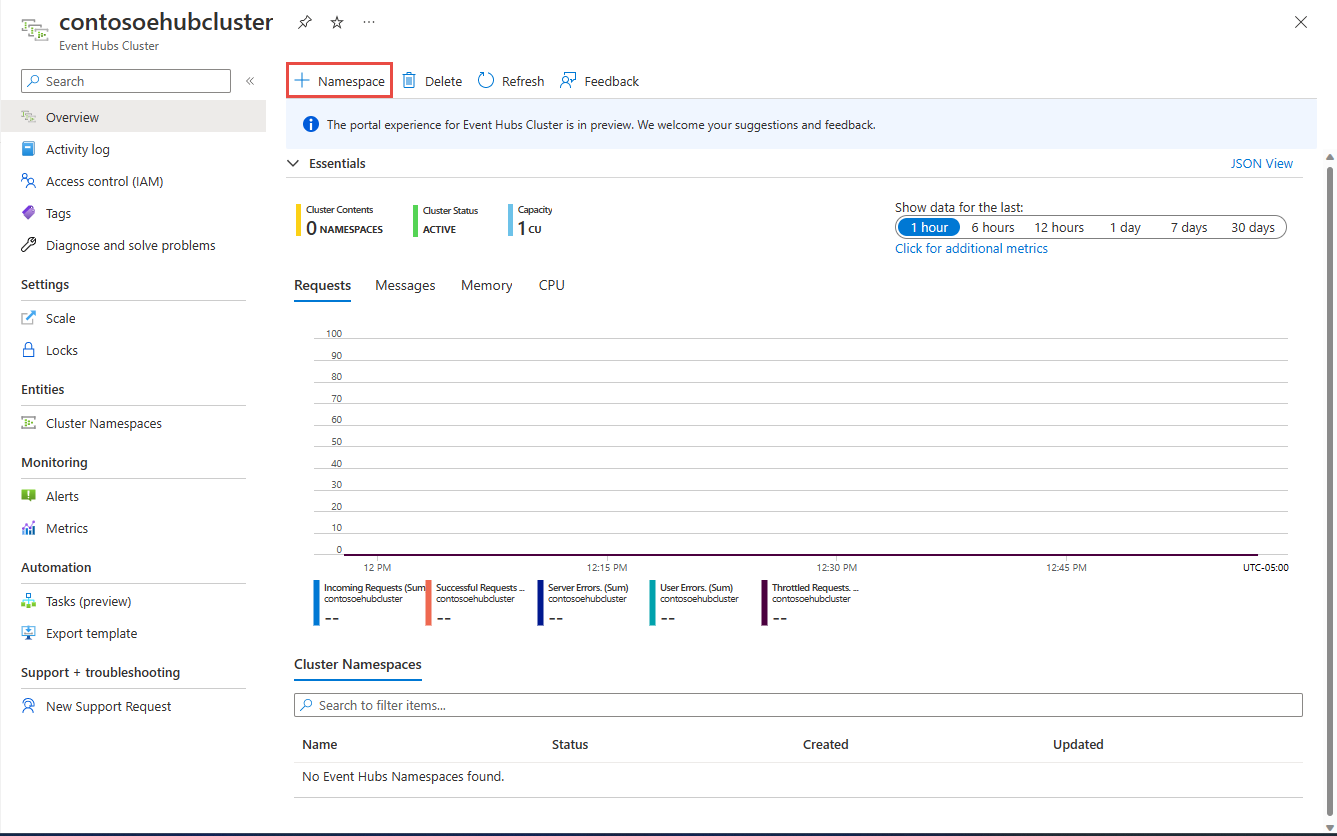 contosoehubcluster
Event Hubs Cluster
Search
Overview
Activity log
Access control (IAM)
Tags
Diagnose and solve problems
Settings
Scale
Locks
Entities
Cluster Namespaces
Monitoring
Alerts
Metrics
Automation
Tasks (preview)
Export template
Support + troubleshooting
New Support Request
Namespace
Delete
Refresh
Feedback
The portal experience for Event Hubs Cluster is in preview. We welcome your suggestions and feedback.
Essentials
JSON View
Cluster Contents
0 NAMESPACES
Cluster Status
ACTIVE
Capacity
1 CU
Show data for the last:
1 hour 6 hours 12 hours 1 day 7 days 30 days
Click for additional metrics
Requests Messages Memory CPU
100
90
80
70
60
50
40
30
20
10
0
12 PM 12:15 PM 12:30 PM 12:45 PM UTC-05:00
Incoming Requests (Sum
contosoehubcluster
--
Successful Requests ...
contosoehubcluster
--
Server Errors. (Sum)
contosoehubcluster
--
User Errors. (Sum)
contosoehubcluster
--
Throttled Requests. ...
contosoehubcluster
--
Cluster Namespaces
Search to filter items...
Name Status Created Updated
No Event Hubs Namespaces found.